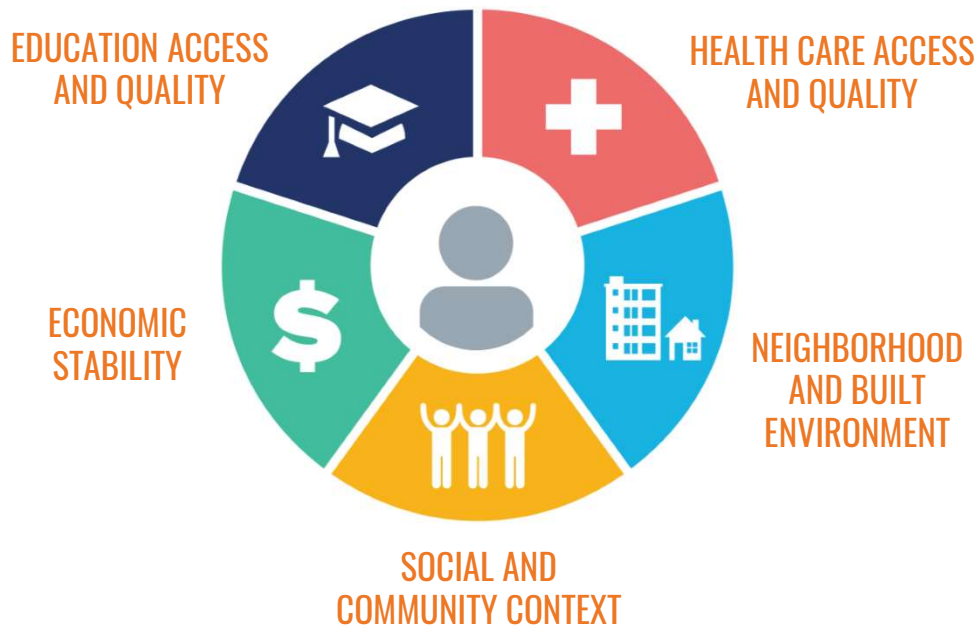 EDUCATION ACCESS
AND QUALITY
HEALTH CARE ACCESS
AND QUALITY
ECONOMIC
STABILITY
NEIGHBORHOOD
AND BUILT
ENVIRONMENT
SOCIAL AND
COMMUNITY CONTEXT
$